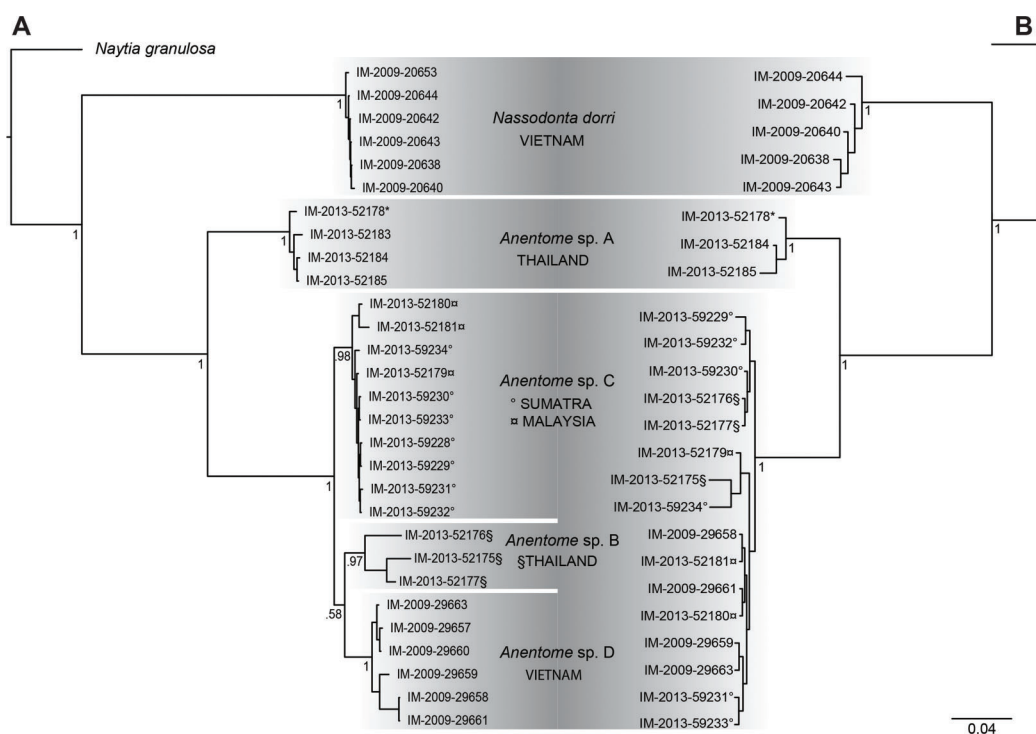 A
B
Naytia granulosa
IM-2009-20653
IM-2009-20644
IM-2009-20642
IM-2009-20643
IM-2009-20638
IM-2009-20640
1
Nassodonta dorri
VIETNAM
IM-2009-20644
IM-2009-20642
IM-2009-20640
IM-2009-20638
IM-2009-20643
1
1
IM-2013-52178*
IM-2013-52183
IM-2013-52184
IM-2013-52185
1
Anentome sp. A
THAILAND
IM-2013-52178*
IM-2013-52184
IM-2013-52185
1
1
IM-2013-52180¤
IM-2013-52181¤
IM-2013-59234°
IM-2013-52179¤
IM-2013-59230°
IM-2013-59233°
IM-2013-59228°
IM-2013-59229°
IM-2013-59231°
IM-2013-59232°
.98
1
1
Anentome sp. C
° SUMATRA
¤ MALAYSIA
IM-2013-52176§
IM-2013-52175§
IM-2013-52177§
.97
.58
Anentome sp. B
§THAILAND
IM-2009-29663
IM-2009-29657
IM-2009-29660
IM-2009-29659
IM-2009-29658
IM-2009-29661
1
Anentome sp. D
VIETNAM
IM-2013-59229°
IM-2013-59232°
IM-2013-59230°
IM-2013-52176§
IM-2013-52177§
IM-2013-52179¤
IM-2013-52175§
IM-2013-59234°
IM-2009-29658
IM-2013-52181¤
IM-2009-29661
IM-2013-52180¤
IM-2009-29659
IM-2009-29663
IM-2013-59231°
IM-2013-59233°
1
1
0.04